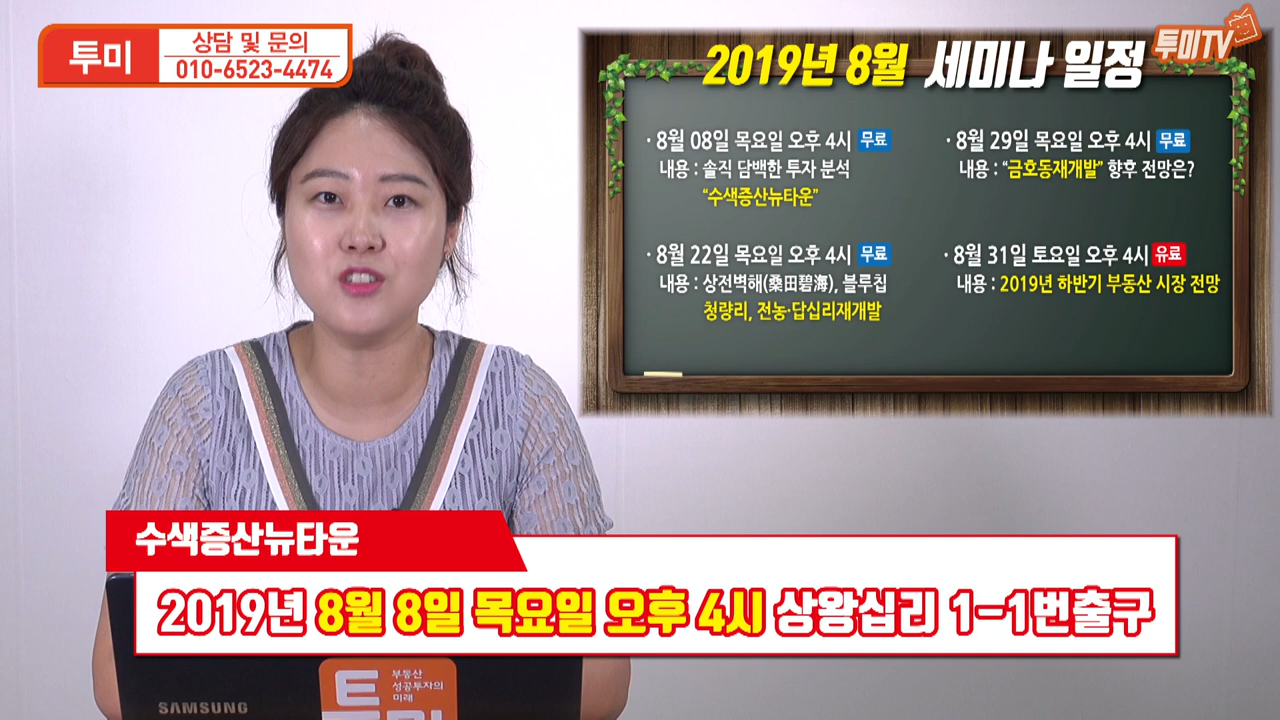 투미
상담 및 문의
010-6523-4474
투미TV
2019년 8월 세미나 일정
· 8월 08일 목요일 오후 4시 무료
내용 : 솔직 담백한 투자 분석
“수색증산뉴타운”
· 8월 22일 목요일 오후 4시 무료
내용 : 상전벽해(桑田碧海), 블루칩
청량리, 전농·답십리재개발
· 8월 29일 목요일 오후 4시 무료
내용 : “금호동재개발” 향후 전망은?
· 8월 31일 토요일 오후 4시 유료
내용 : 2019년 하반기 부동산 시장 전망
수색증산뉴타운
2019년 8월 8일 목요일 오후 4시 상왕십리 1-1번출구
부동산
성공투자의
미래
SAMSUNG